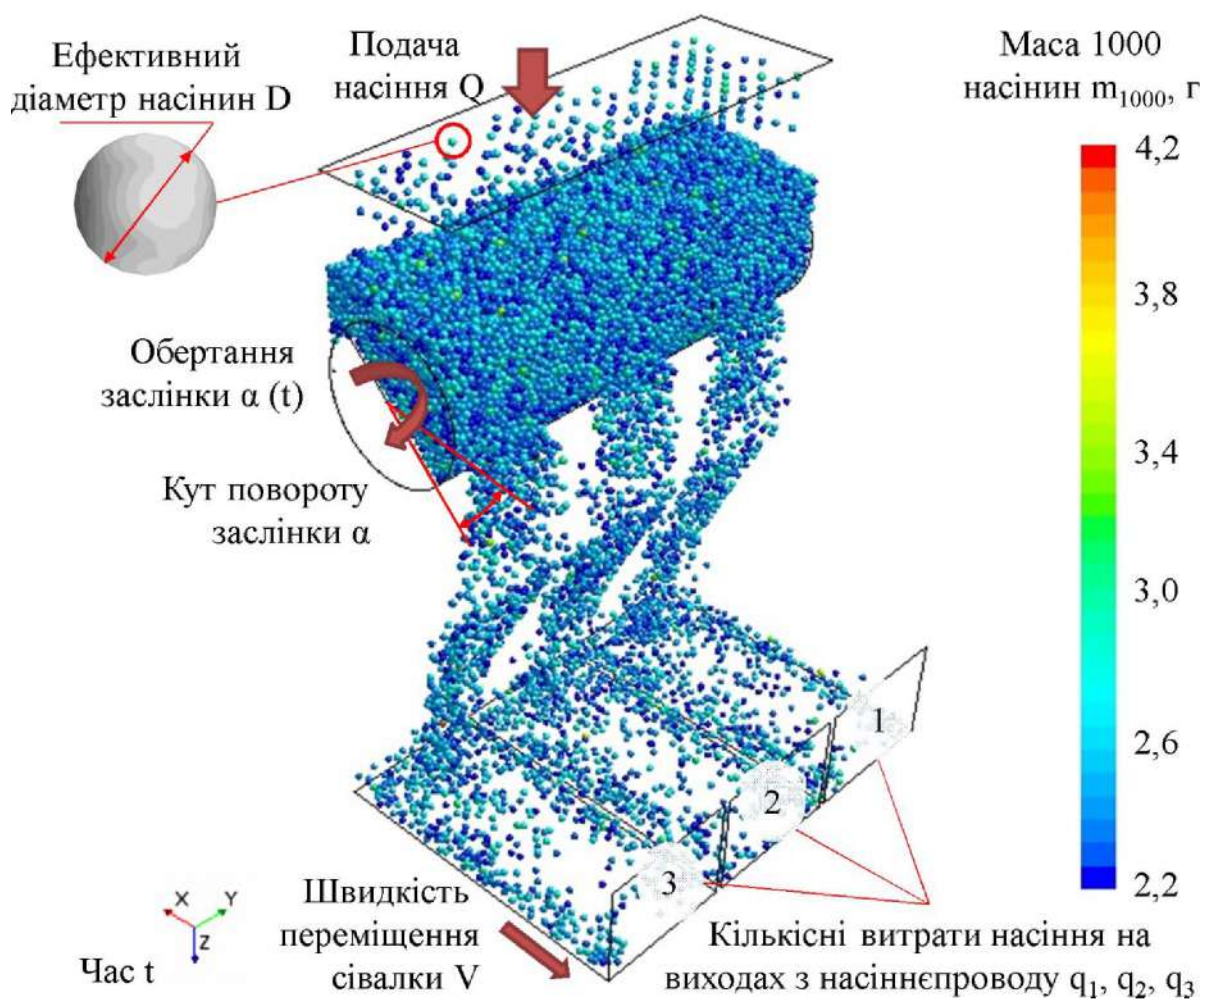 Ефективний
діаметр насінин D
Подача
насіння Q
Маса 1000
насінин m₁₀₀₀, г
4,2
3,8
3,4
3,0
2,6
2,2
Обертання
заслінки α (t)
Кут повороту
заслінки α
1
2
3
X
Y
Z
Час t
Швидкість
переміщення
сівалки V
Кількісні витрати насіння на
виходах з насіннєпроводу q₁, q₂, q₃